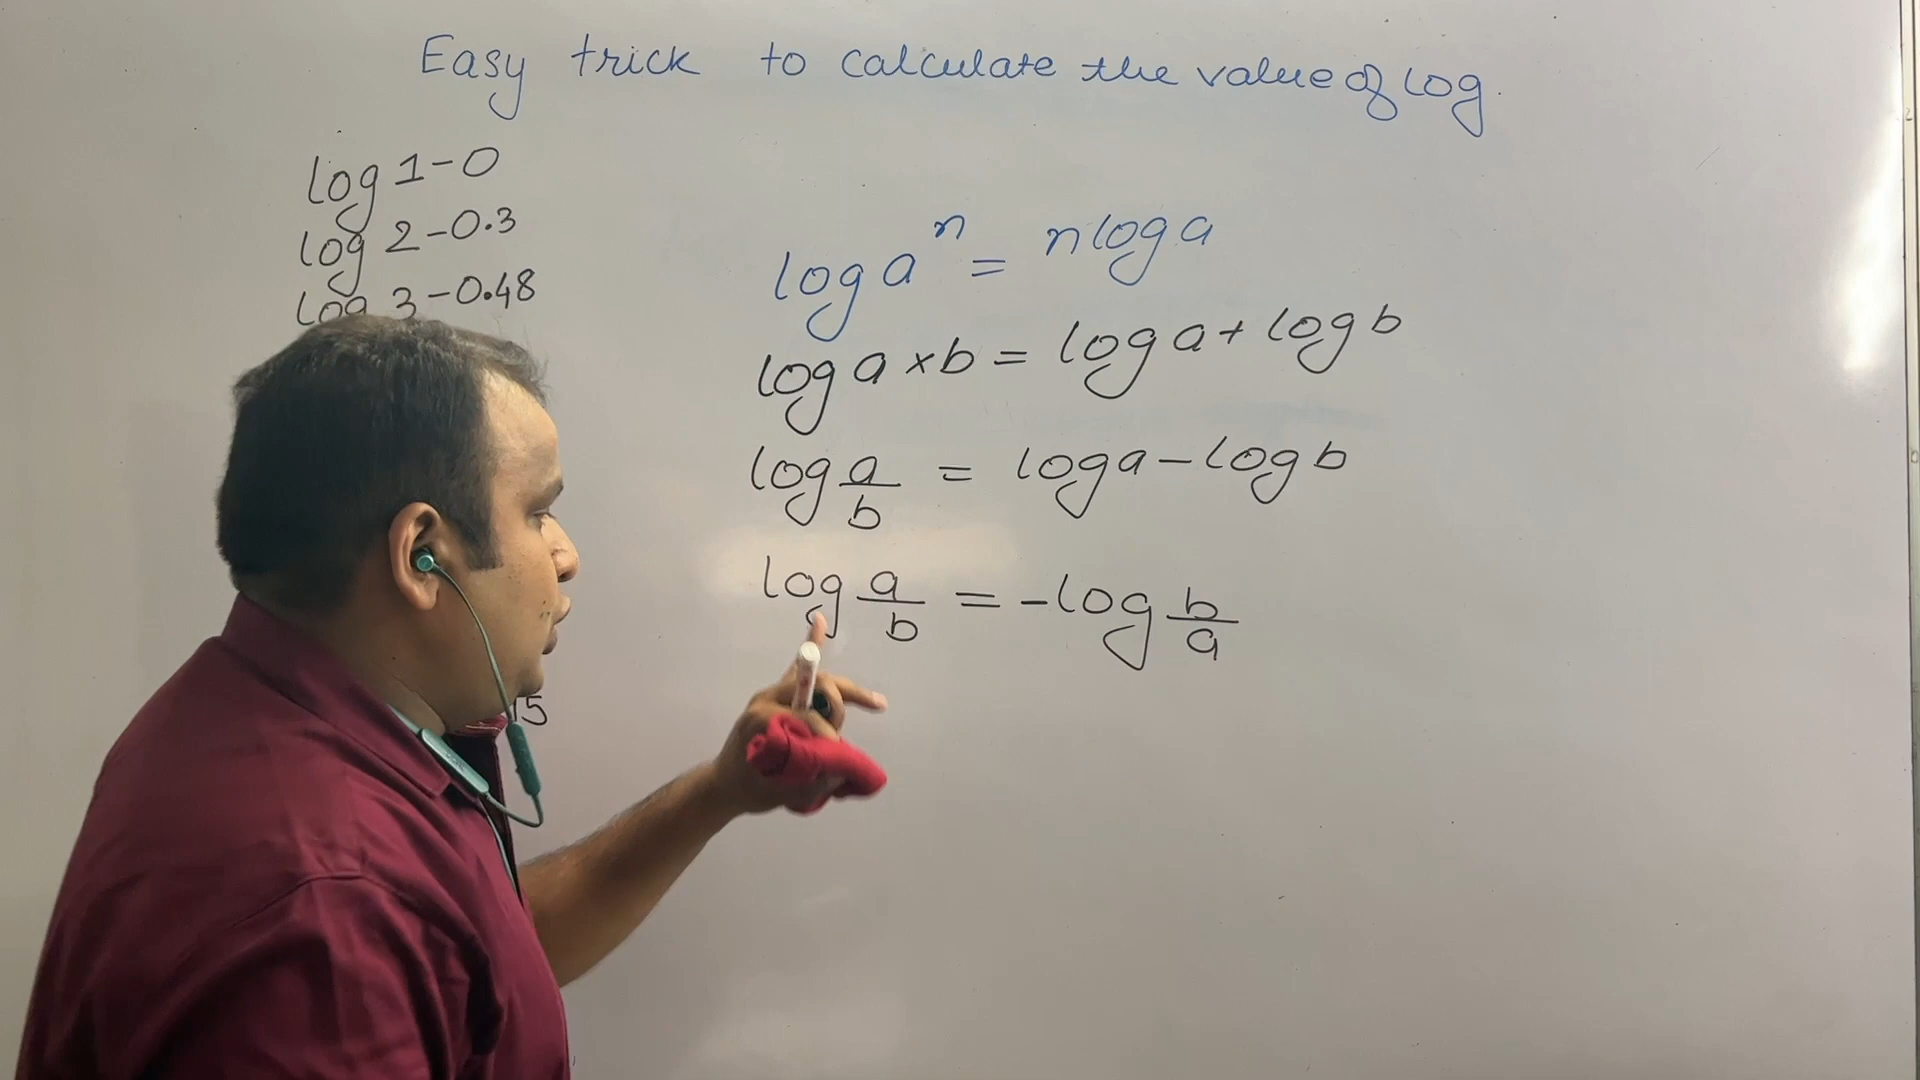 Easy trick to calculate the value of log.
log 1 - 0
log 2 - 0.3
log 3 - 0.48
15
log aⁿ = n log a
log a × b = log a + log b
log a/b = log a - log b
log a/b = - log b/a